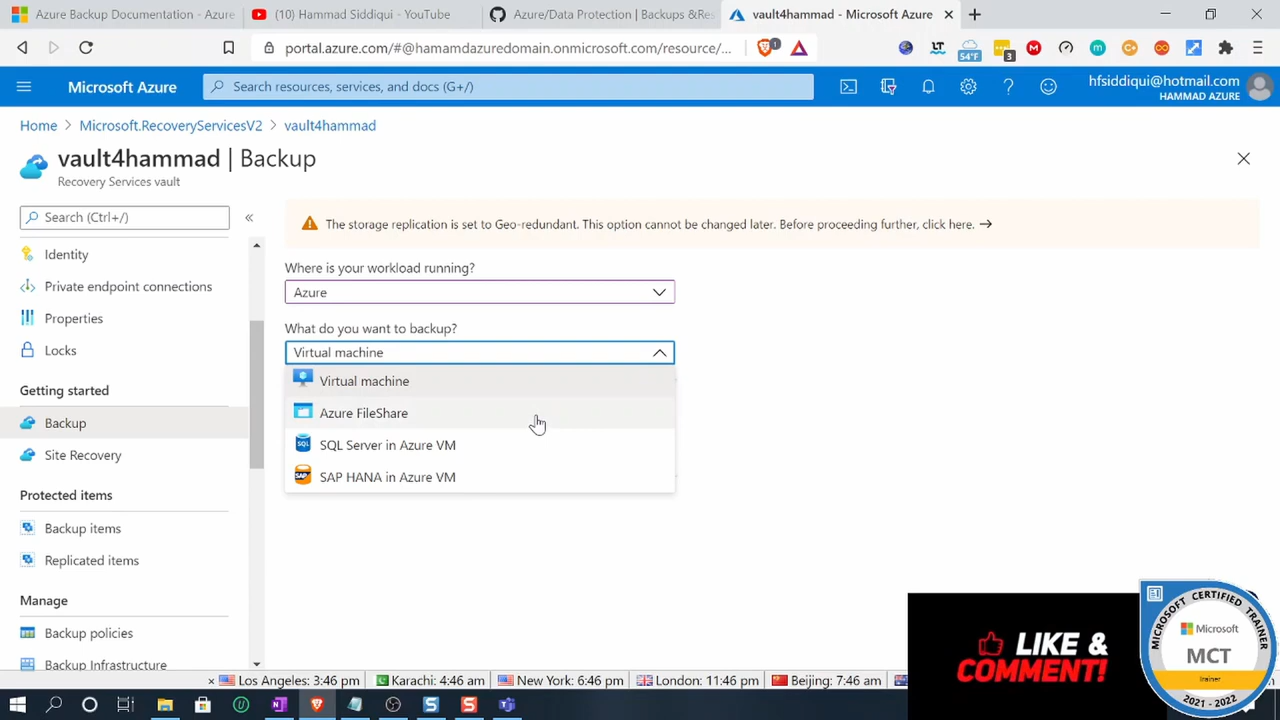 Azure Backup Documentation - Azure
(10) Hammad Siddiqui - YouTube
Azure/Data Protection | Backups &Res
vault4hammad - Microsoft Azure
portal.azure.com/#@hamamdazuredomain.onmicrosoft.com/resource/...
1
LT
54°F
3
Microsoft Azure
Search resources, services, and docs (G+/)
hfsiddiqui@hotmail.com
HAMMAD AZURE
Home > Microsoft.RecoveryServicesV2 > vault4hammad
vault4hammad | Backup
Recovery Services vault
Search (Ctrl+/)
«
Identity
Private endpoint connections
Properties
Locks
Getting started
Backup
Site Recovery
Protected items
Backup items
Replicated items
Manage
Backup policies
Backup Infrastructure
The storage replication is set to Geo-redundant. This option cannot be changed later. Before proceeding further, click here. →
Where is your workload running?
Azure
What do you want to backup?
Virtual machine
Virtual machine
Azure FileShare
SQL Server in Azure VM
SAP HANA in Azure VM
LIKE &
COMMENT!
MICROSOFT CERTIFIED TRAINER
Microsoft
MCT
Trainer
2021 - 2022
Los Angeles: 3:46 pm
Karachi: 4:46 am
New York: 6:46 pm
London: 11:46 pm
Beijing: 7:46 am